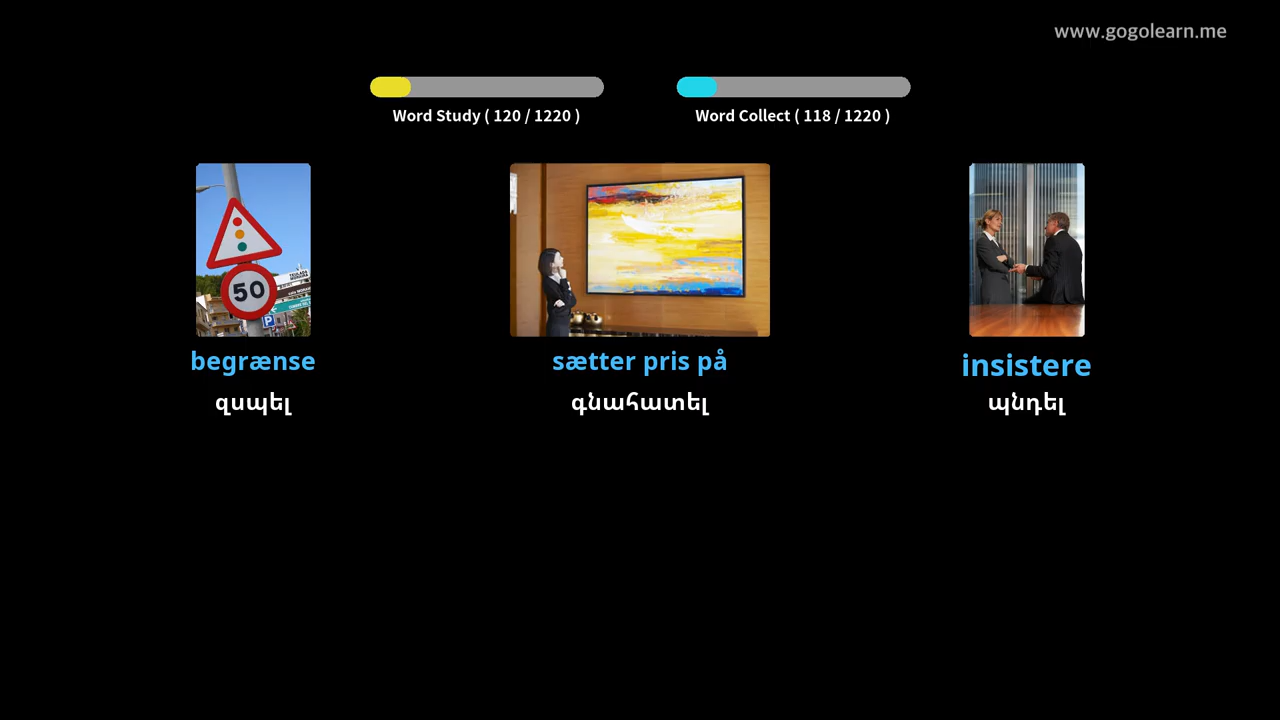 www.gogolearn.me
Word Study ( 120 / 1220 )
Word Collect ( 118 / 1220 )
50
P
begrænse
sætter pris på
insistere
զսպել
գնահատել
պնդել